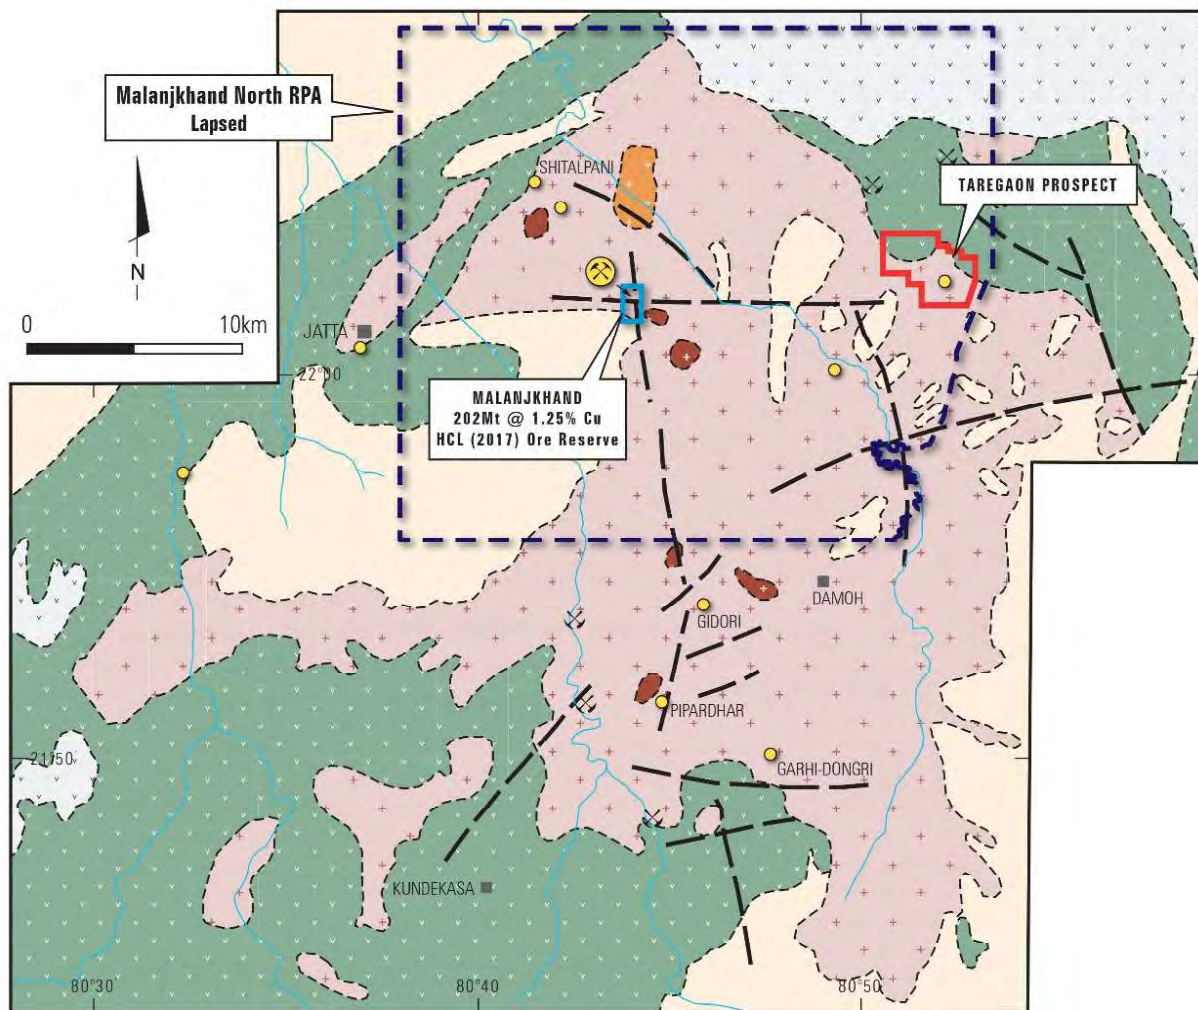 Malanjkhand North RPA
Lapsed
SHITALPANI
TAREGAON PROSPECT
N
0 10km
JATTA
22°00
MALANJKHAND
202Mt @ 1.25% Cu
HCL (2017) Ore Reserve
DAMOH
GIDORI
PIPARDHAR
21°50
GARHI-DONGRI
KUNDEKASA
80°30
80°40
80°50